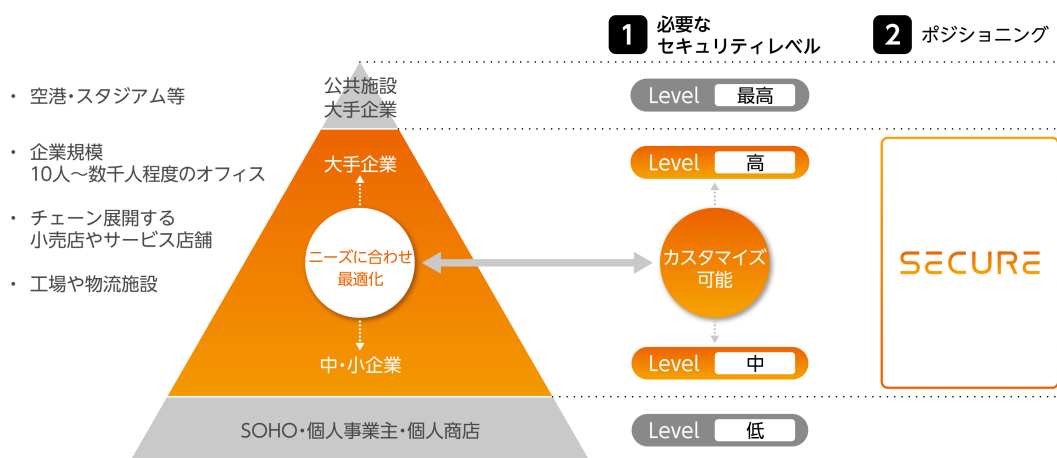 1 必要な
セキュリティレベル
2 ポジショニング
・ 空港・スタジアム等
公共施設
大手企業
Level 最高
・ 企業規模
10人～数千人程度のオフィス
・ チェーン展開する
小売店やサービス店舗
・ 工場や物流施設
大手企業
ニーズに合わせ
最適化
中・小企業
Level 高
カスタマイズ
可能
Level 中
SECURE
SOHO・個人事業主・個人商店
Level 低